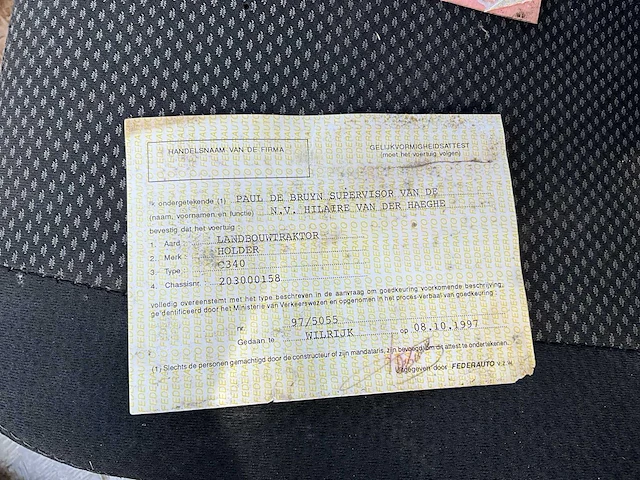 HANDELSNAAM VAN DE FIRMA
GELIJKVORMIGHEIDSATTEST
(moet het voertuig volgen)
Ik ondergetekende (1) PAUL DE BRUYN SUPERVISOR VAN DE
(naam, voornamen, en functie) N.V. HILAIRE VAN DER HAEGHE
bevestig dat het voertuig
1. Aard : LANDBOUWTRAKTOR
2. Merk : HOLDER
3. Type C340
4. Chassisnr. 203000158
volledig overeenstemt met het type beschreven in de aanvraag om goedkeuring voorkomende beschrijving,
geïdentificeerd door het Ministerie van Verkeerswezen en opgenomen in het proces-verbaal van goedkeuring :
nr. 97/5055
Gedaan te WILRIJK op 08.10.1997
(1) Slechts de personen gemachtigd door de constructeur of zijn mandataris, zijn bevoegd om dit attest te ondertekenen.
Uitgegeven door FEDERAUTO v.z.w.